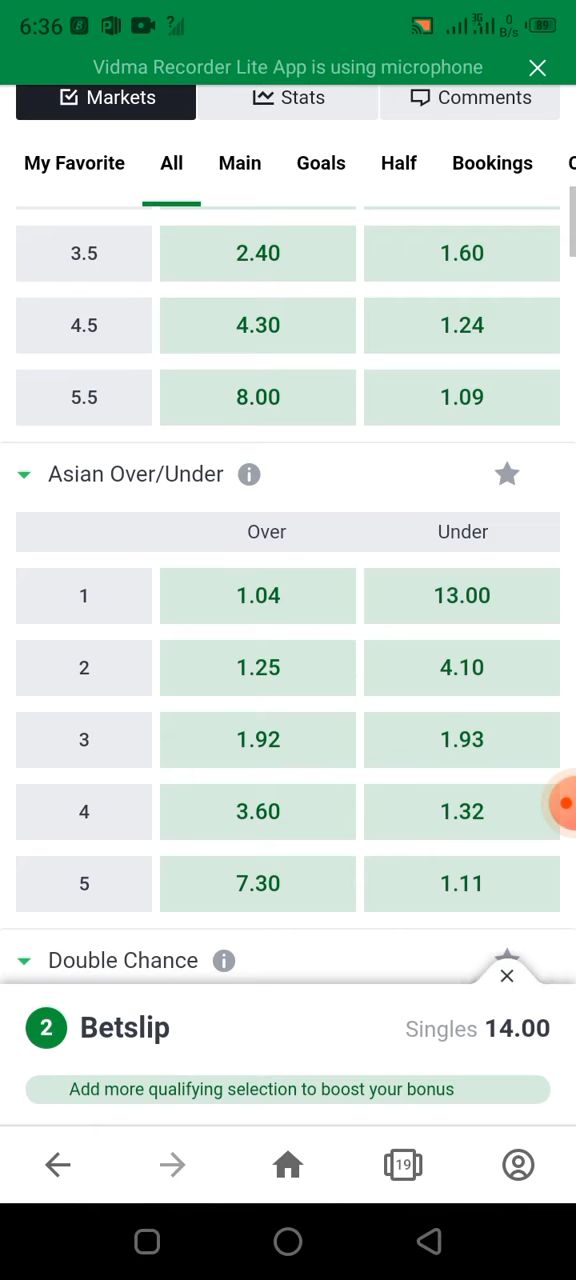 6:36 3G 0 B/s 89
Vidma Recorder Lite App is using microphone
Markets Stats Comments
My Favorite All Main Goals Half Bookings
3.5 2.40 1.60
4.5 4.30 1.24
5.5 8.00 1.09
Asian Over/Under
Over Under
1 1.04 13.00
2 1.25 4.10
3 1.92 1.93
4 3.60 1.32
5 7.30 1.11
Double Chance
2 Betslip Singles 14.00
Add more qualifying selection to boost your bonus
19